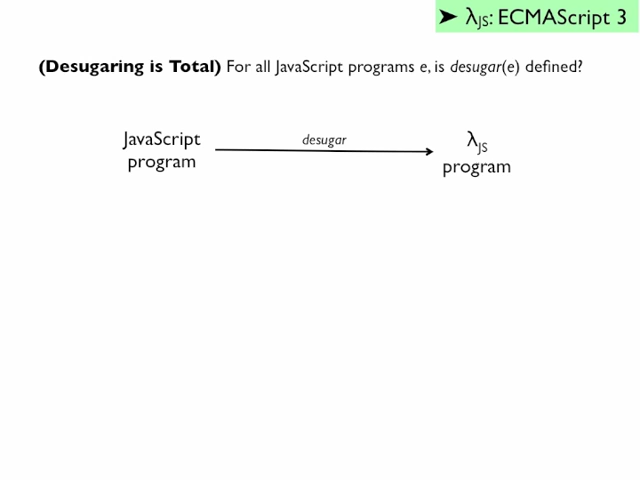 ➤ λJS: ECMAScript 3
(Desugaring is Total) For all JavaScript programs e, is desugar(e) defined?
JavaScript program
desugar
λJS program